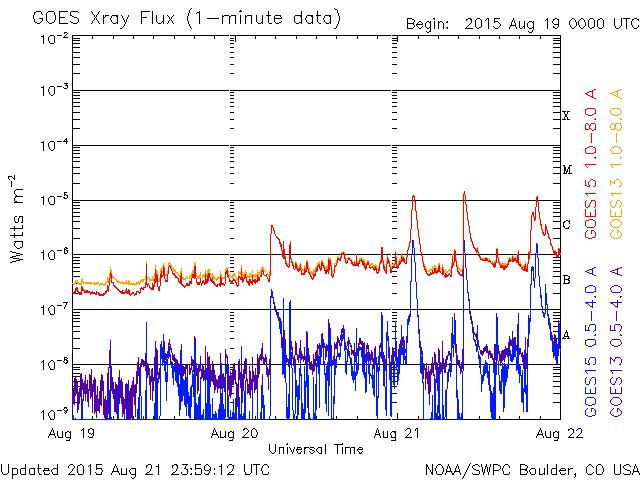 GOES Xray Flux (1-minute data)
Begin: 2015 Aug 19 0000 UTC
10-2
10-3
10-4
10-5
10-6
10-7
10-8
10-9
Watts m-2
X
M
C
B
A
GOES15 1.0-8.0 A
GOES13 1.0-8.0 A
GOES15 0.5-4.0 A
GOES13 0.5-4.0 A
Aug 19
Aug 20
Aug 21
Aug 22
Universal Time
Updated 2015 Aug 21 23:59:12 UTC
NOAA/SWPC Boulder, CO USA